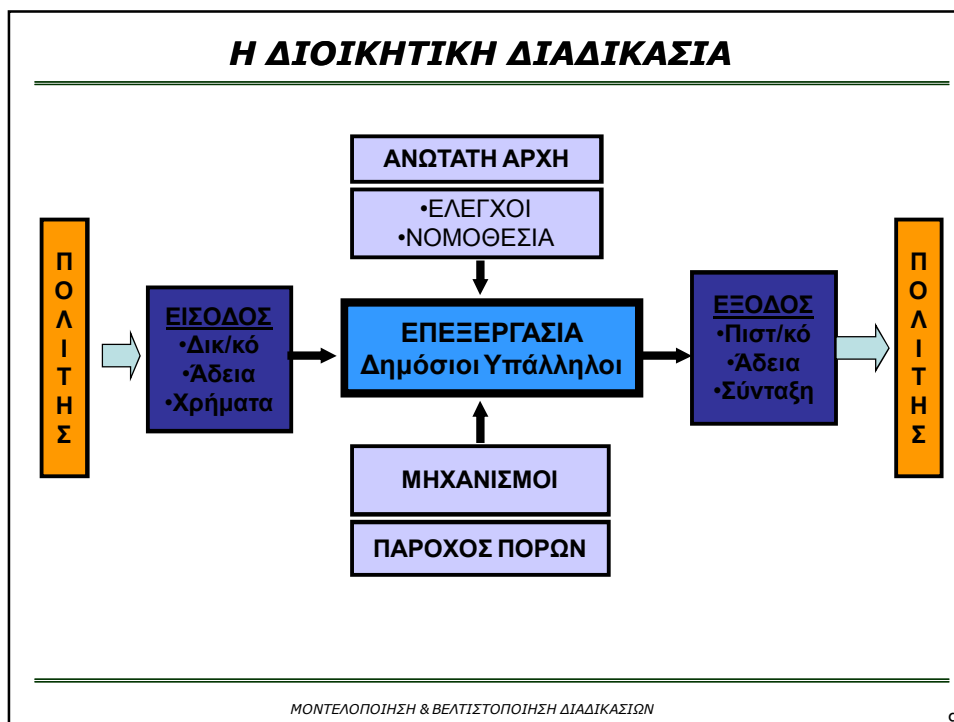 Η ΔΙΟΙΚΗΤΙΚΗ ΔΙΑΔΙΚΑΣΙΑ
ΑΝΩΤΑΤΗ ΑΡΧΗ
•ΕΛΕΓΧΟΙ
•ΝΟΜΟΘΕΣΙΑ
Π
Ο
Λ
Ι
Τ
Η
Σ
ΕΙΣΟΔΟΣ
•Δικ/κό
•Άδεια
•Χρήματα
ΕΠΕΞΕΡΓΑΣΙΑ
Δημόσιοι Υπάλληλοι
ΕΞΟΔΟΣ
•Πιστ/κό
•Άδεια
•Σύνταξη
Π
Ο
Λ
Ι
Τ
Η
Σ
ΜΗΧΑΝΙΣΜΟΙ
ΠΑΡΟΧΟΣ ΠΟΡΩΝ
ΜΟΝΤΕΛΟΠΟΙΗΣΗ & ΒΕΛΤΙΣΤΟΠΟΙΗΣΗ ΔΙΑΔΙΚΑΣΙΩΝ